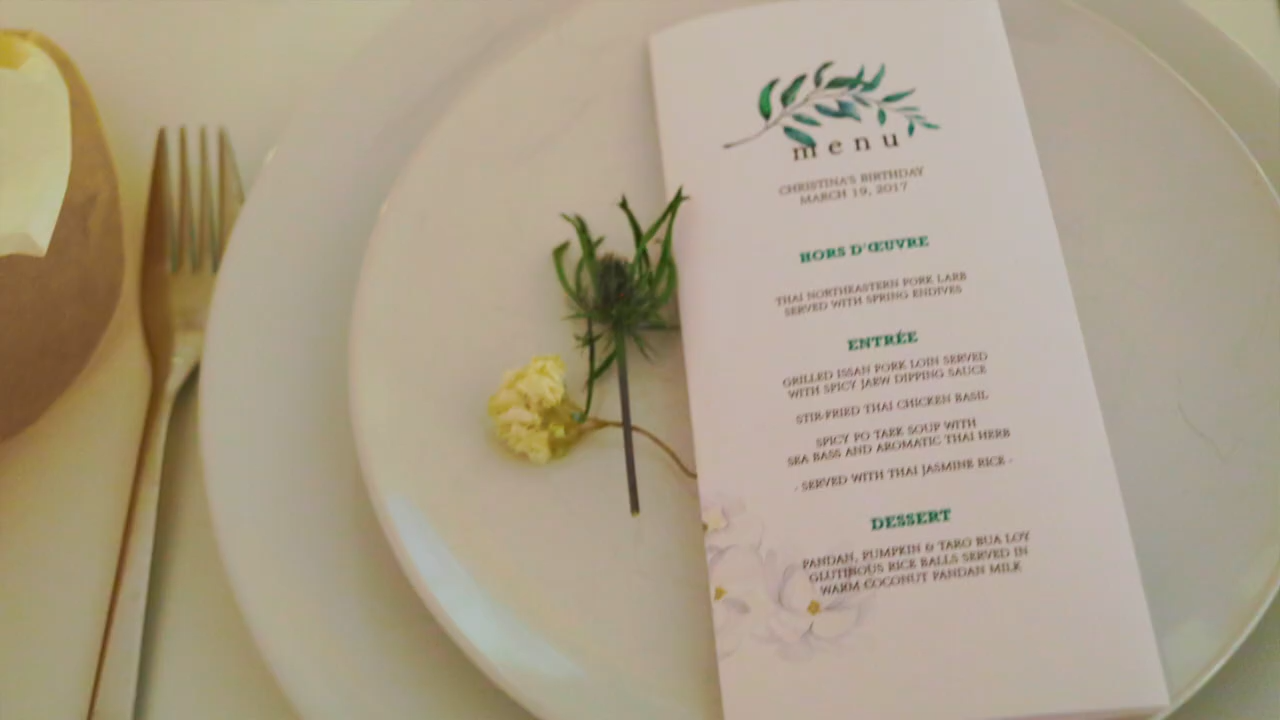 menu
CHRISTINA'S BIRTHDAY
MARCH 19, 2017
HORS D'ŒUVRE
THAI NORTHEASTERN PORK LARB
SERVED WITH SPRING ENDIVES
ENTRÉE
GRILLED ISSAN PORK LOIN SERVED
WITH SPICY JAEW DIPPING SAUCE
STIR-FRIED THAI CHICKEN BASIL
SPICY PO TAEK SOUP WITH
SEA BASS AND AROMATIC THAI HERB
- SERVED WITH THAI JASMINE RICE -
DESSERT
PANDAN, PUMPKIN & TARO BUA LOY
GLUTINOUS RICE BALLS SERVED IN
WARM COCONUT PANDAN MILK